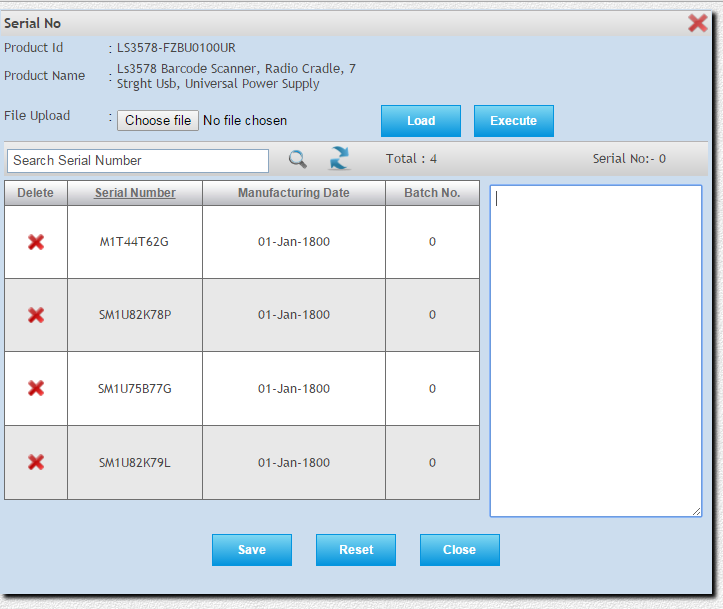 Serial No
Product Id : LS3578-FZBU0100UR
Product Name : Ls3578 Barcode Scanner, Radio Cradle, 7
Strght Usb, Universal Power Supply
File Upload : Choose file No file chosen Load Execute
Search Serial Number Total : 4 Serial No:- 0
Delete Serial Number Manufacturing Date Batch No.
M1T44T62G 01-Jan-1800 0
SM1U82K78P 01-Jan-1800 0
SM1U75B77G 01-Jan-1800 0
SM1U82K79L 01-Jan-1800 0
Save Reset Close